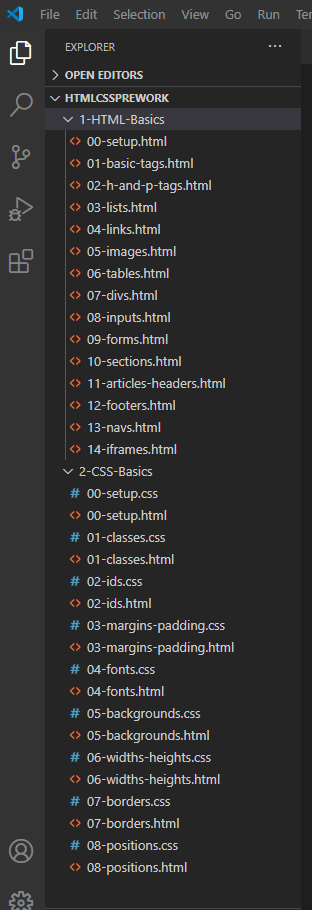 File Edit Selection View Go Run Ter
EXPLORER ...
OPEN EDITORS
HTMLCSSPREWORK
1-HTML-Basics
00-setup.html
01-basic-tags.html
02-h-and-p-tags.html
03-lists.html
04-links.html
05-images.html
06-tables.html
07-divs.html
08-inputs.html
09-forms.html
10-sections.html
11-articles-headers.html
12-footers.html
13-navs.html
14-iframes.html
2-CSS-Basics
# 00-setup.css
00-setup.html
# 01-classes.css
01-classes.html
# 02-ids.css
02-ids.html
# 03-margins-padding.css
03-margins-padding.html
# 04-fonts.css
04-fonts.html
# 05-backgrounds.css
05-backgrounds.html
# 06-widths-heights.css
06-widths-heights.html
# 07-borders.css
07-borders.html
# 08-positions.css
08-positions.html